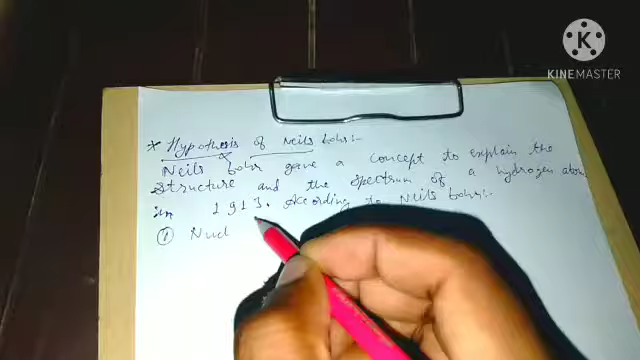 * Hypothesis of Neils bohr:-
Neils bohr gave a concept to explain the
structure and the spectrum of a hydrogen atom
in 1913. According to Neils bohr:-
① Nucl
K
KINEMASTER